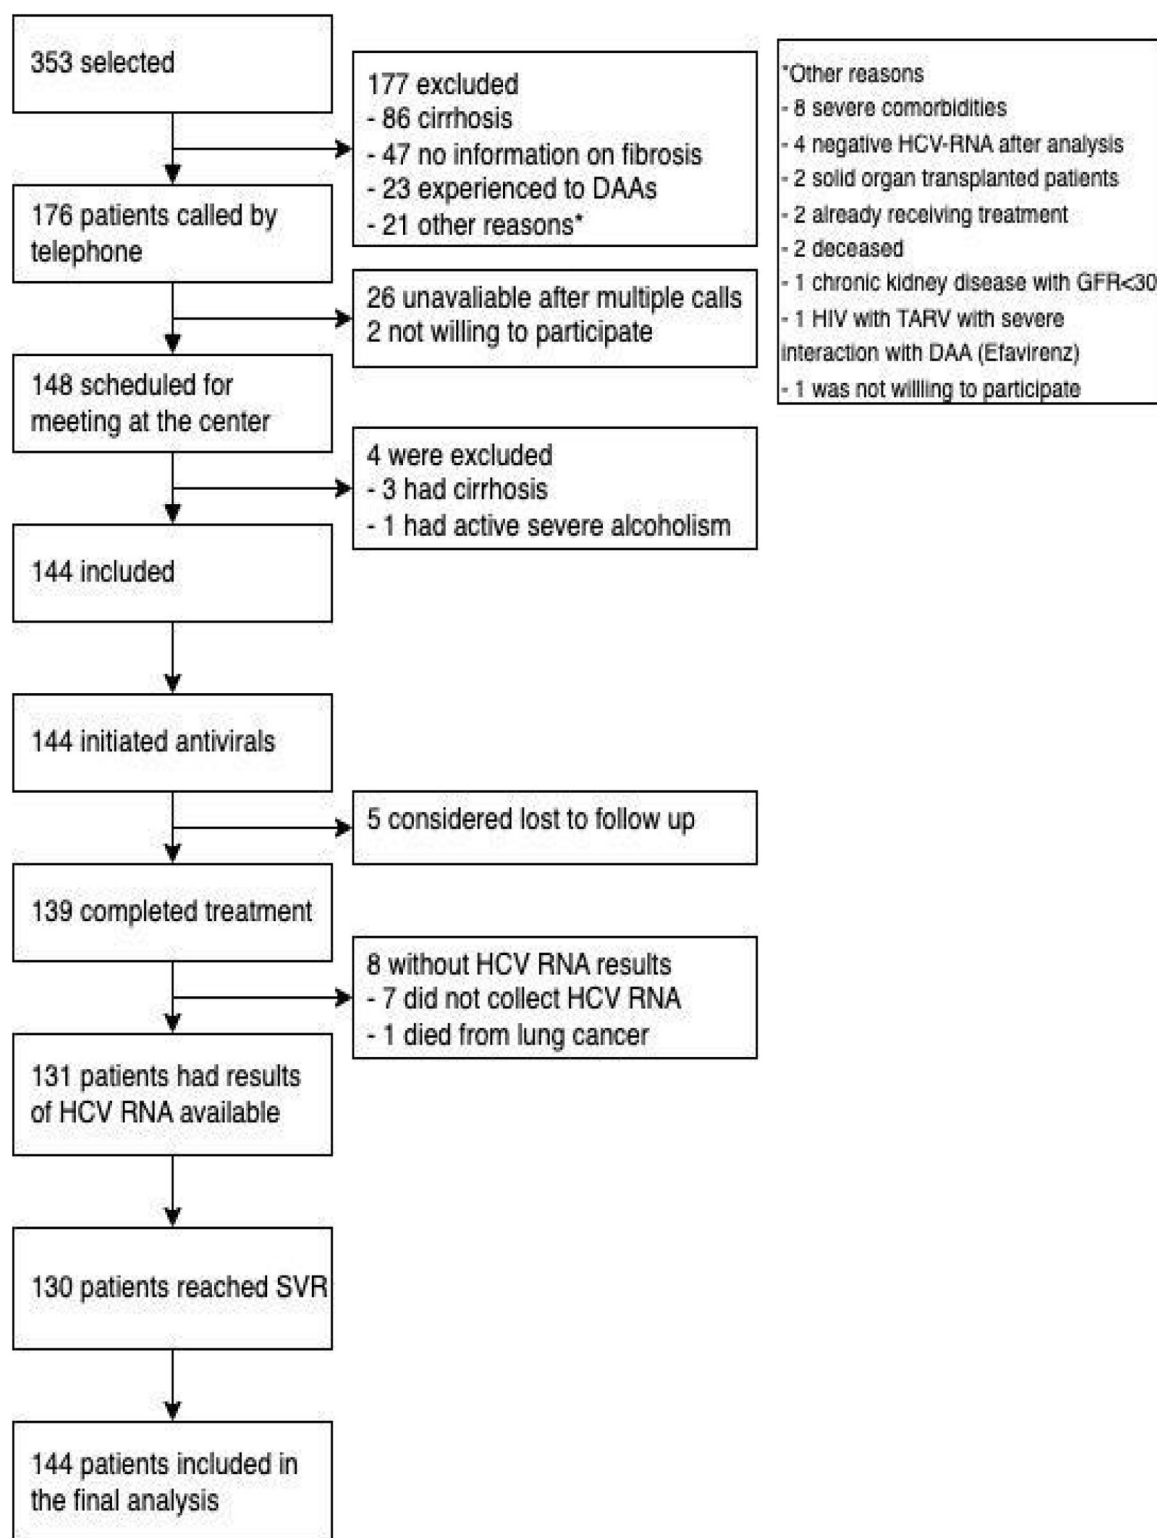 353 selected
177 excluded
- 86 cirrhosis
- 47 no information on fibrosis
- 23 experienced to DAAs
- 21 other reasons*
*Other reasons
- 8 severe comorbidities
- 4 negative HCV-RNA after analysis
- 2 solid organ transplanted patients
- 2 already receiving treatment
- 2 deceased
- 1 chronic kidney disease with GFR<30
- 1 HIV with TARV with severe
interaction with DAA (Efavirenz)
- 1 was not willling to participate
176 patients called by
telephone
26 unavaliable after multiple calls
2 not willing to participate
148 scheduled for
meeting at the center
4 were excluded
- 3 had cirrhosis
- 1 had active severe alcoholism
144 included
144 initiated antivirals
5 considered lost to follow up
139 completed treatment
8 without HCV RNA results
- 7 did not collect HCV RNA
- 1 died from lung cancer
131 patients had results
of HCV RNA available
130 patients reached SVR
144 patients included in
the final analysis